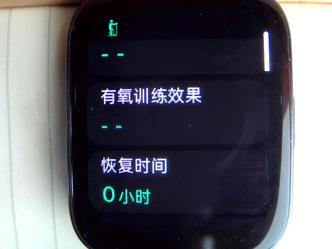 --
有氧训练效果
--
恢复时间
0小时